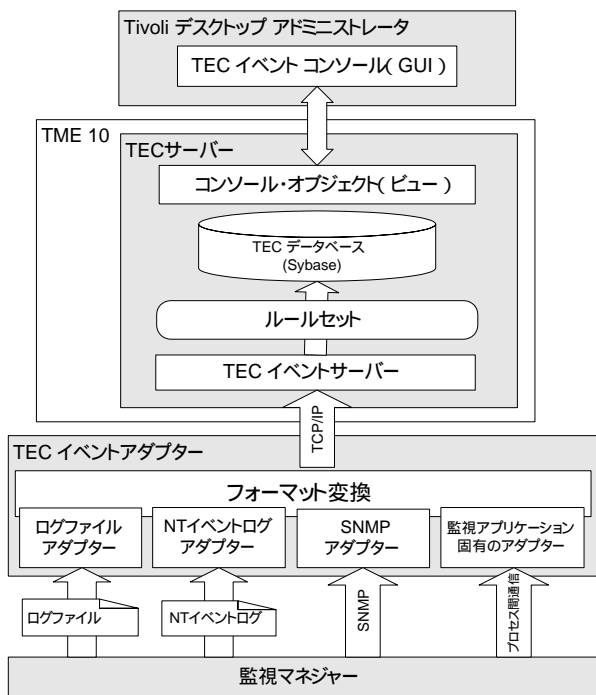 Tivoli デスクトップ アドミニストレータ
TEC イベント コンソール( GUI )
TME 10
TECサーバー
コンソール・オブジェクト( ビュー )
TEC データベース
(Sybase)
ルールセット
TEC イベントサーバー
TCP/IP
TEC イベントアダプター
フォーマット変換
ログファイル
アダプター
NTイベントログ
アダプター
SNMP
アダプター
監視アプリケーション
固有のアダプター
ログファイル
NTイベントログ
SNMP
プロセス間通信
監視マネジャー